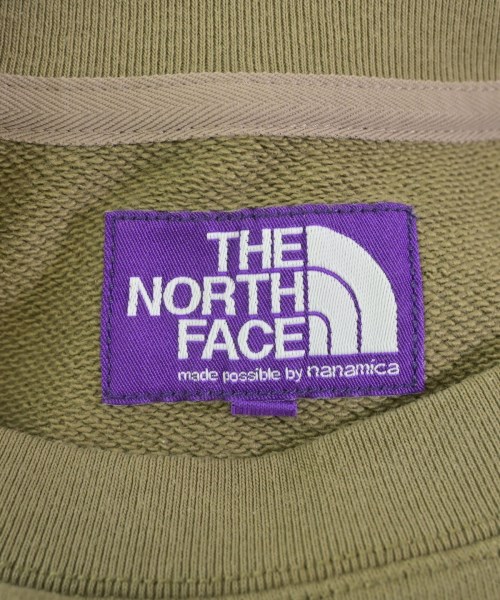 THE
NORTH
FACE
made possible by nanamica